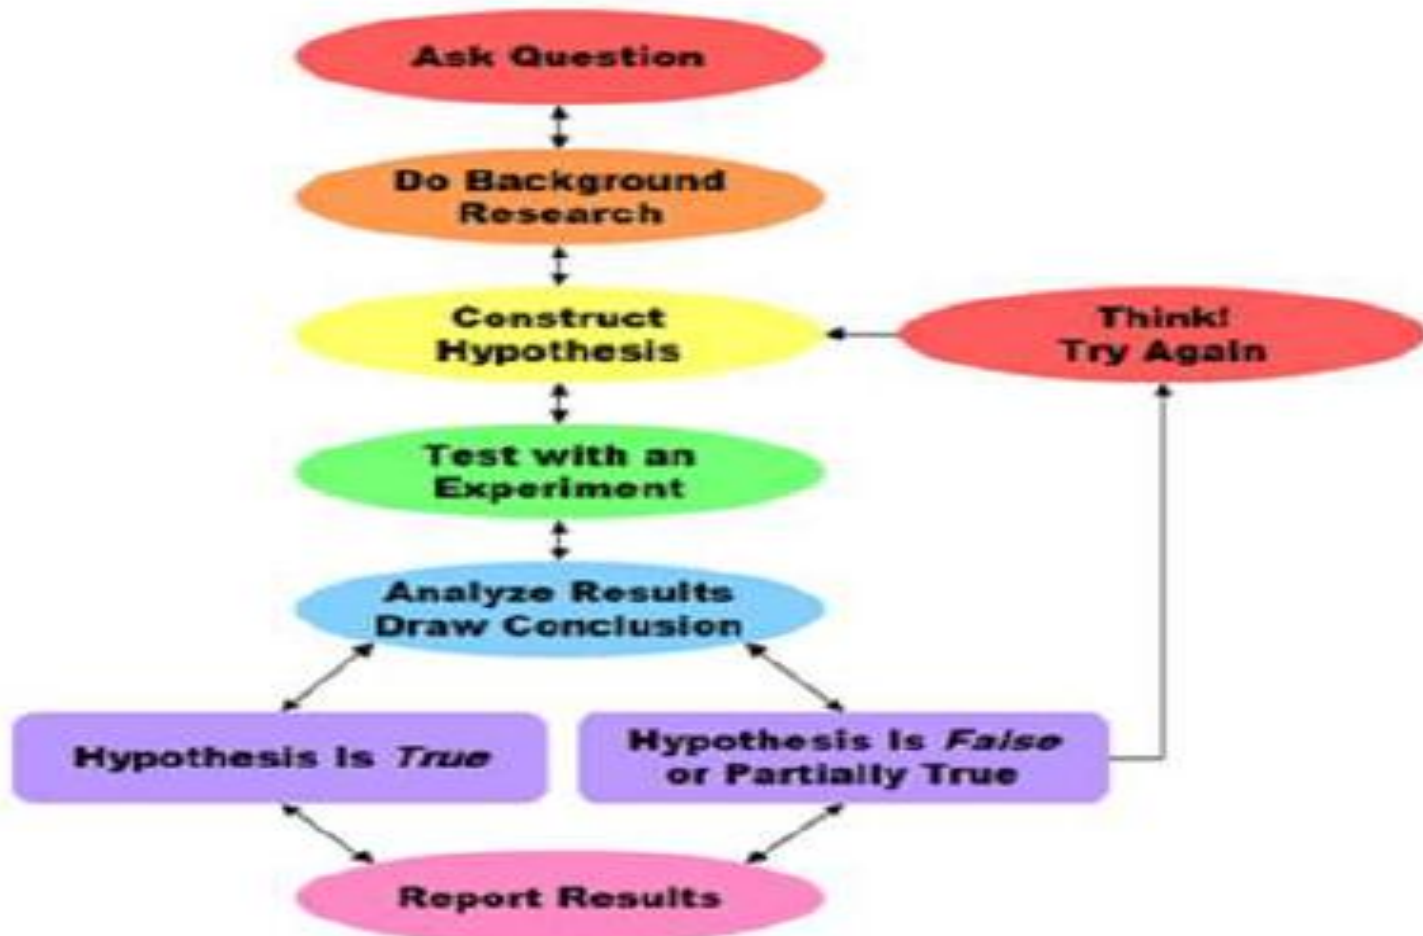 Ask Question
Do Background
Research
Construct
Hypothesis
Think!
Try Again
Test with an
Experiment
Analyze Results
Draw Conclusion
Hypothesis Is True
Hypothesis Is False
or Partially True
Report Results